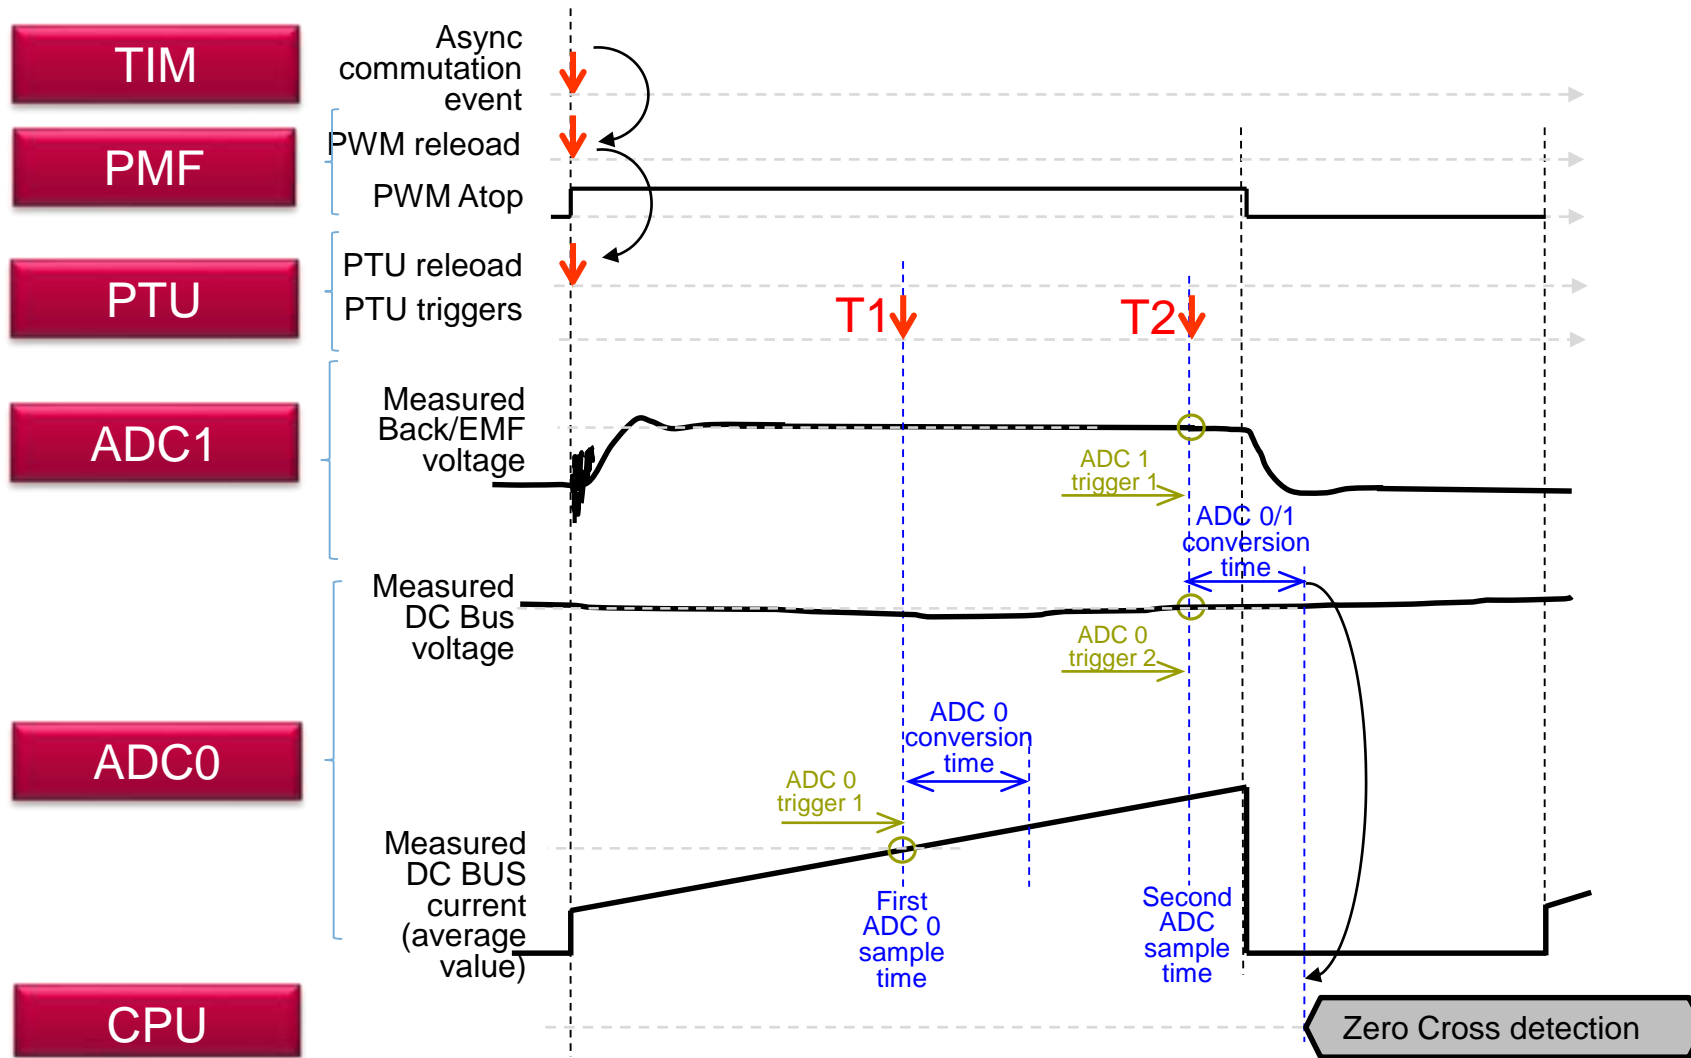 TIM
Async
commutation
event
PMF
PWM releoad
PWM Atop
PTU
PTU releoad
PTU triggers
T1
T2
ADC1
Measured
Back/EMF
voltage
ADC 1
trigger 1
ADC 0/1
conversion
time
Measured
DC Bus
voltage
ADC 0
trigger 2
ADC0
ADC 0
conversion
time
ADC 0
trigger 1
Measured
DC BUS
current
(average
value)
First
ADC 0
sample
time
Second
ADC
sample
time
CPU
Zero Cross detection